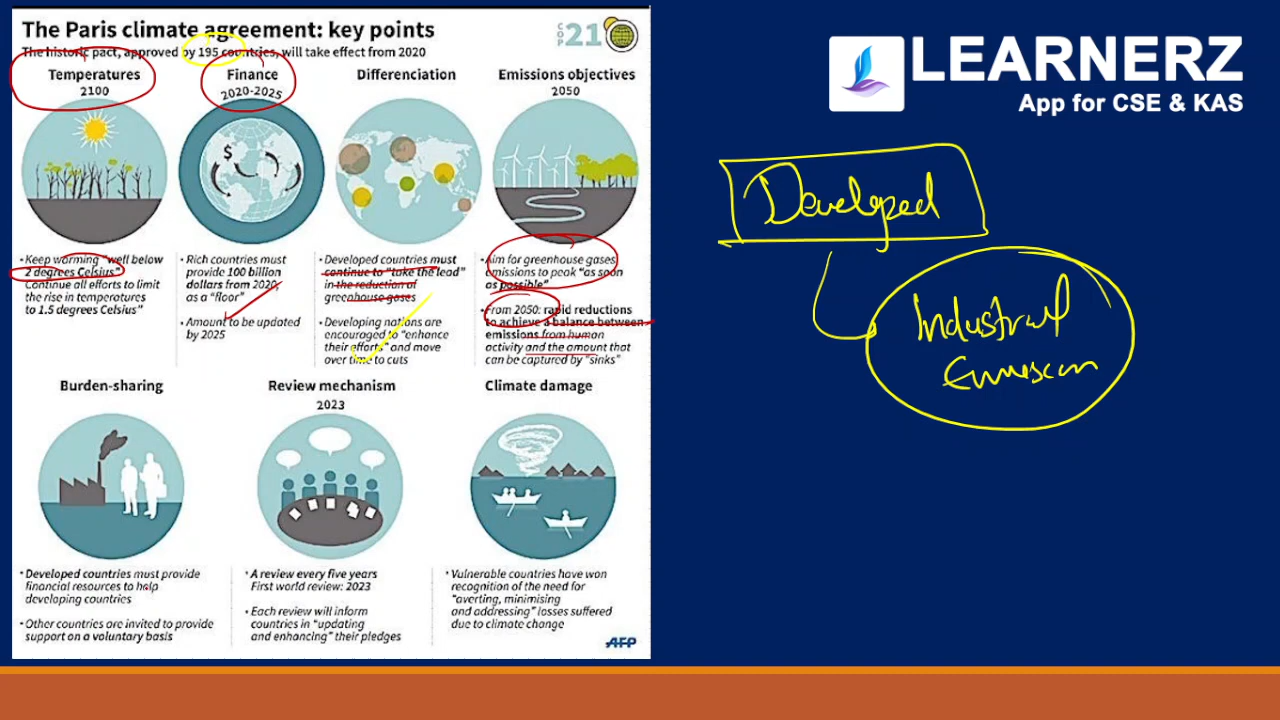 The Paris climate agreement: key points
The historic pact, approved by 195 countries, will take effect from 2020
COP 21
Temperatures
2100
• Keep warming "well below
2 degrees Celsius"
Continue all efforts to limit
the rise in temperatures
to 1.5 degrees Celsius"
Finance
2020-2025
• Rich countries must
provide 100 billion
dollars from 2020
as a "floor"
• Amount to be updated
by 2025
Differenciation
• Developed countries must
continue to "take the lead"
in the reduction of
greenhouse gases
• Developing nations are
encouraged to "enhance
their efforts" and move
over time to cuts
Emissions objectives
2050
• Aim for greenhouse gases
emissions to peak "as soon
as possible"
• From 2050: rapid reductions
to achieve a balance between
emissions from human
activity and the amount that
can be captured by "sinks"
Burden-sharing
• Developed countries must provide
financial resources to help
developing countries
• Other countries are invited to provide
support on a voluntary basis
Review mechanism
2023
• A review every five years
First world review: 2023
• Each review will inform
countries in "updating
and enhancing" their pledges
Climate damage
• Vulnerable countries have won
recognition of the need for
"averting, minimising
and addressing" losses suffered
due to climate change
AFP
$
LEARNERZ
App for CSE & KAS
Developed
Industrial